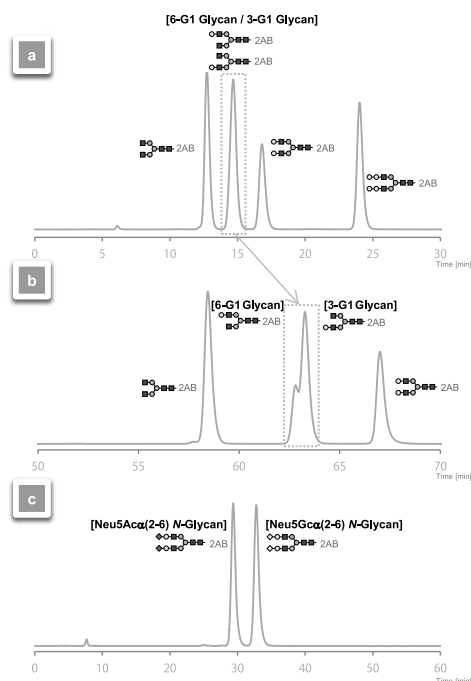 [6-G1 Glycan / 3-G1 Glycan]
a
2AB
2AB
2AB
2AB
2AB
0 5 10 15 20 25 30
Time [min]
b
[6-G1 Glycan] [3-G1 Glycan]
2AB
2AB
2AB
2AB
50 55 60 65 70
Time [min]
c
[Neu5Acα(2-6) N-Glycan] [Neu5Gcα(2-6) N-Glycan]
2AB
2AB
0 10 20 30 40 50 60
Time [min]